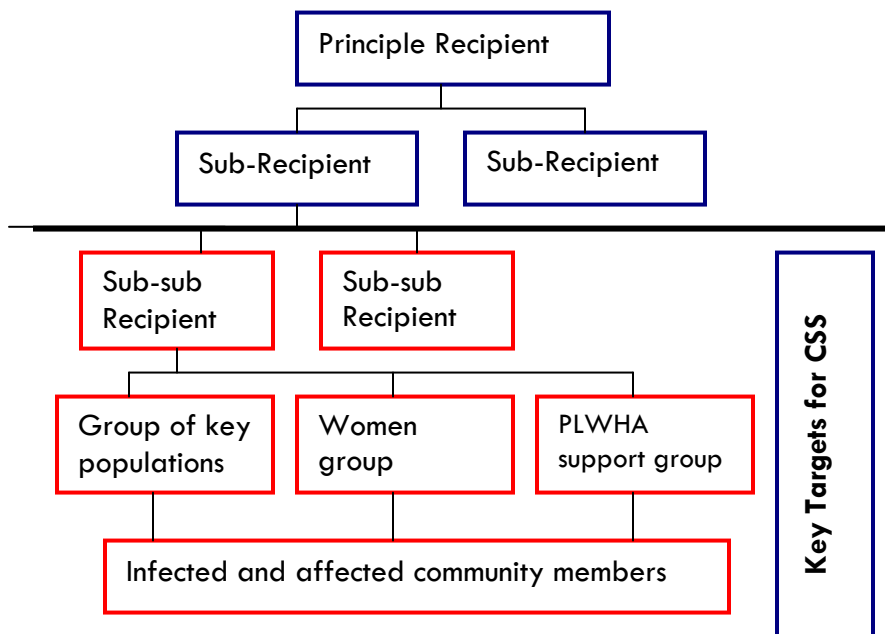 Principle Recipient
Sub-Recipient
Sub-Recipient
Sub-sub
Recipient
Sub-sub
Recipient
Group of key
populations
Women
group
PLWHA
support group
Infected and affected community members
Key Targets for CSS